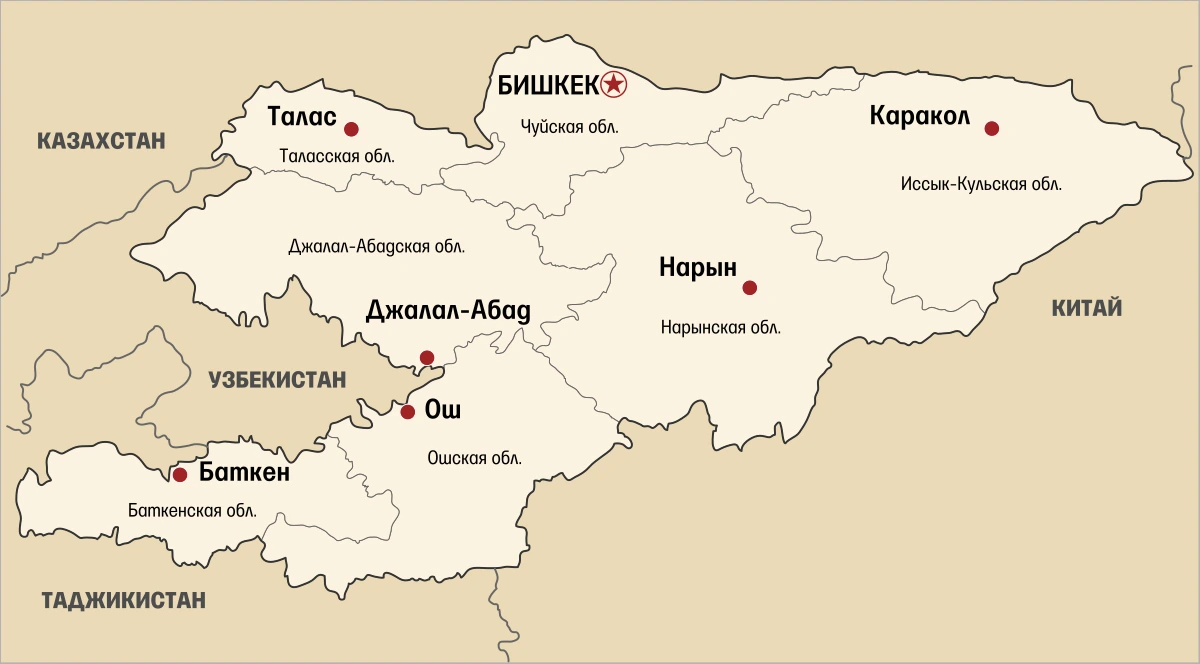 БИШКЕК
Талас
Каракол
Чуйская обл.
КАЗАХСТАН
Таласская обл.
Иссык-Кульская обл.
Джалал-Абадская обл.
Нарын
Джалал-Абад
КИТАЙ
Нарынская обл.
УЗБЕКИСТАН
Ош
Ошская обл.
Баткен
Баткенская обл.
ТАДЖИКИСТАН